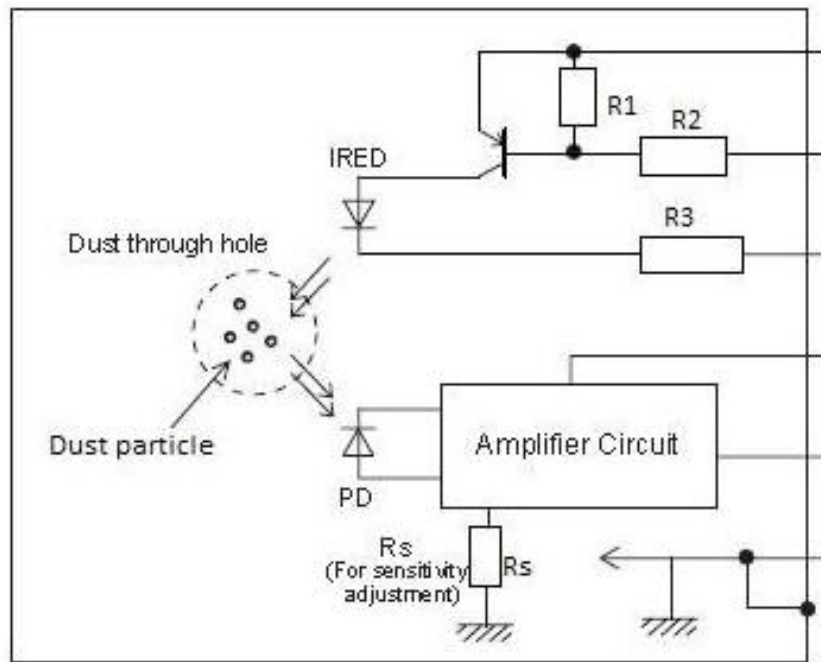 R1
R2
IRED
R3
Dust through hole
Dust particle
Amplifier Circuit
PD
Rs
(For sensitivity
adjustment)
Rs